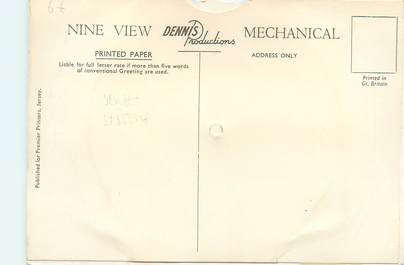 NINE VIEW DENNIS Productions MECHANICAL
PRINTED PAPER
ADDRESS ONLY
Liable for full letter rate if more than five words
of conventional Greeting are used.
Printed in
Gt. Britain
Published for Premier Printers, Jersey.